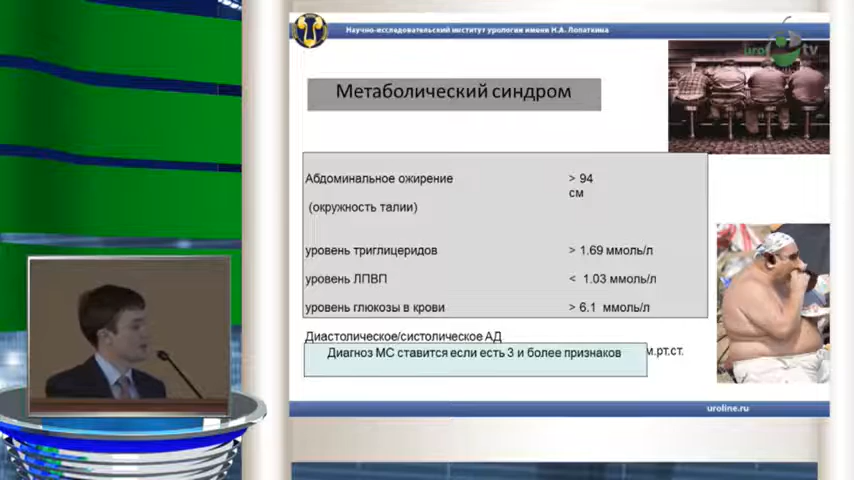 Научно-исследовательский институт урологии имени Н.А. Лопаткина
uro tv
Метаболический синдром
Абдоминальное ожирение > 94
см
(окружность талии)
уровень триглицеридов > 1.69 ммоль/л
уровень ЛПВП < 1.03 ммоль/л
уровень глюкозы в крови > 6.1 ммоль/л
Диастолическое/систолическое АД
Диагноз МС ставится если есть 3 и более признаков м.рт.ст.
uroline.ru